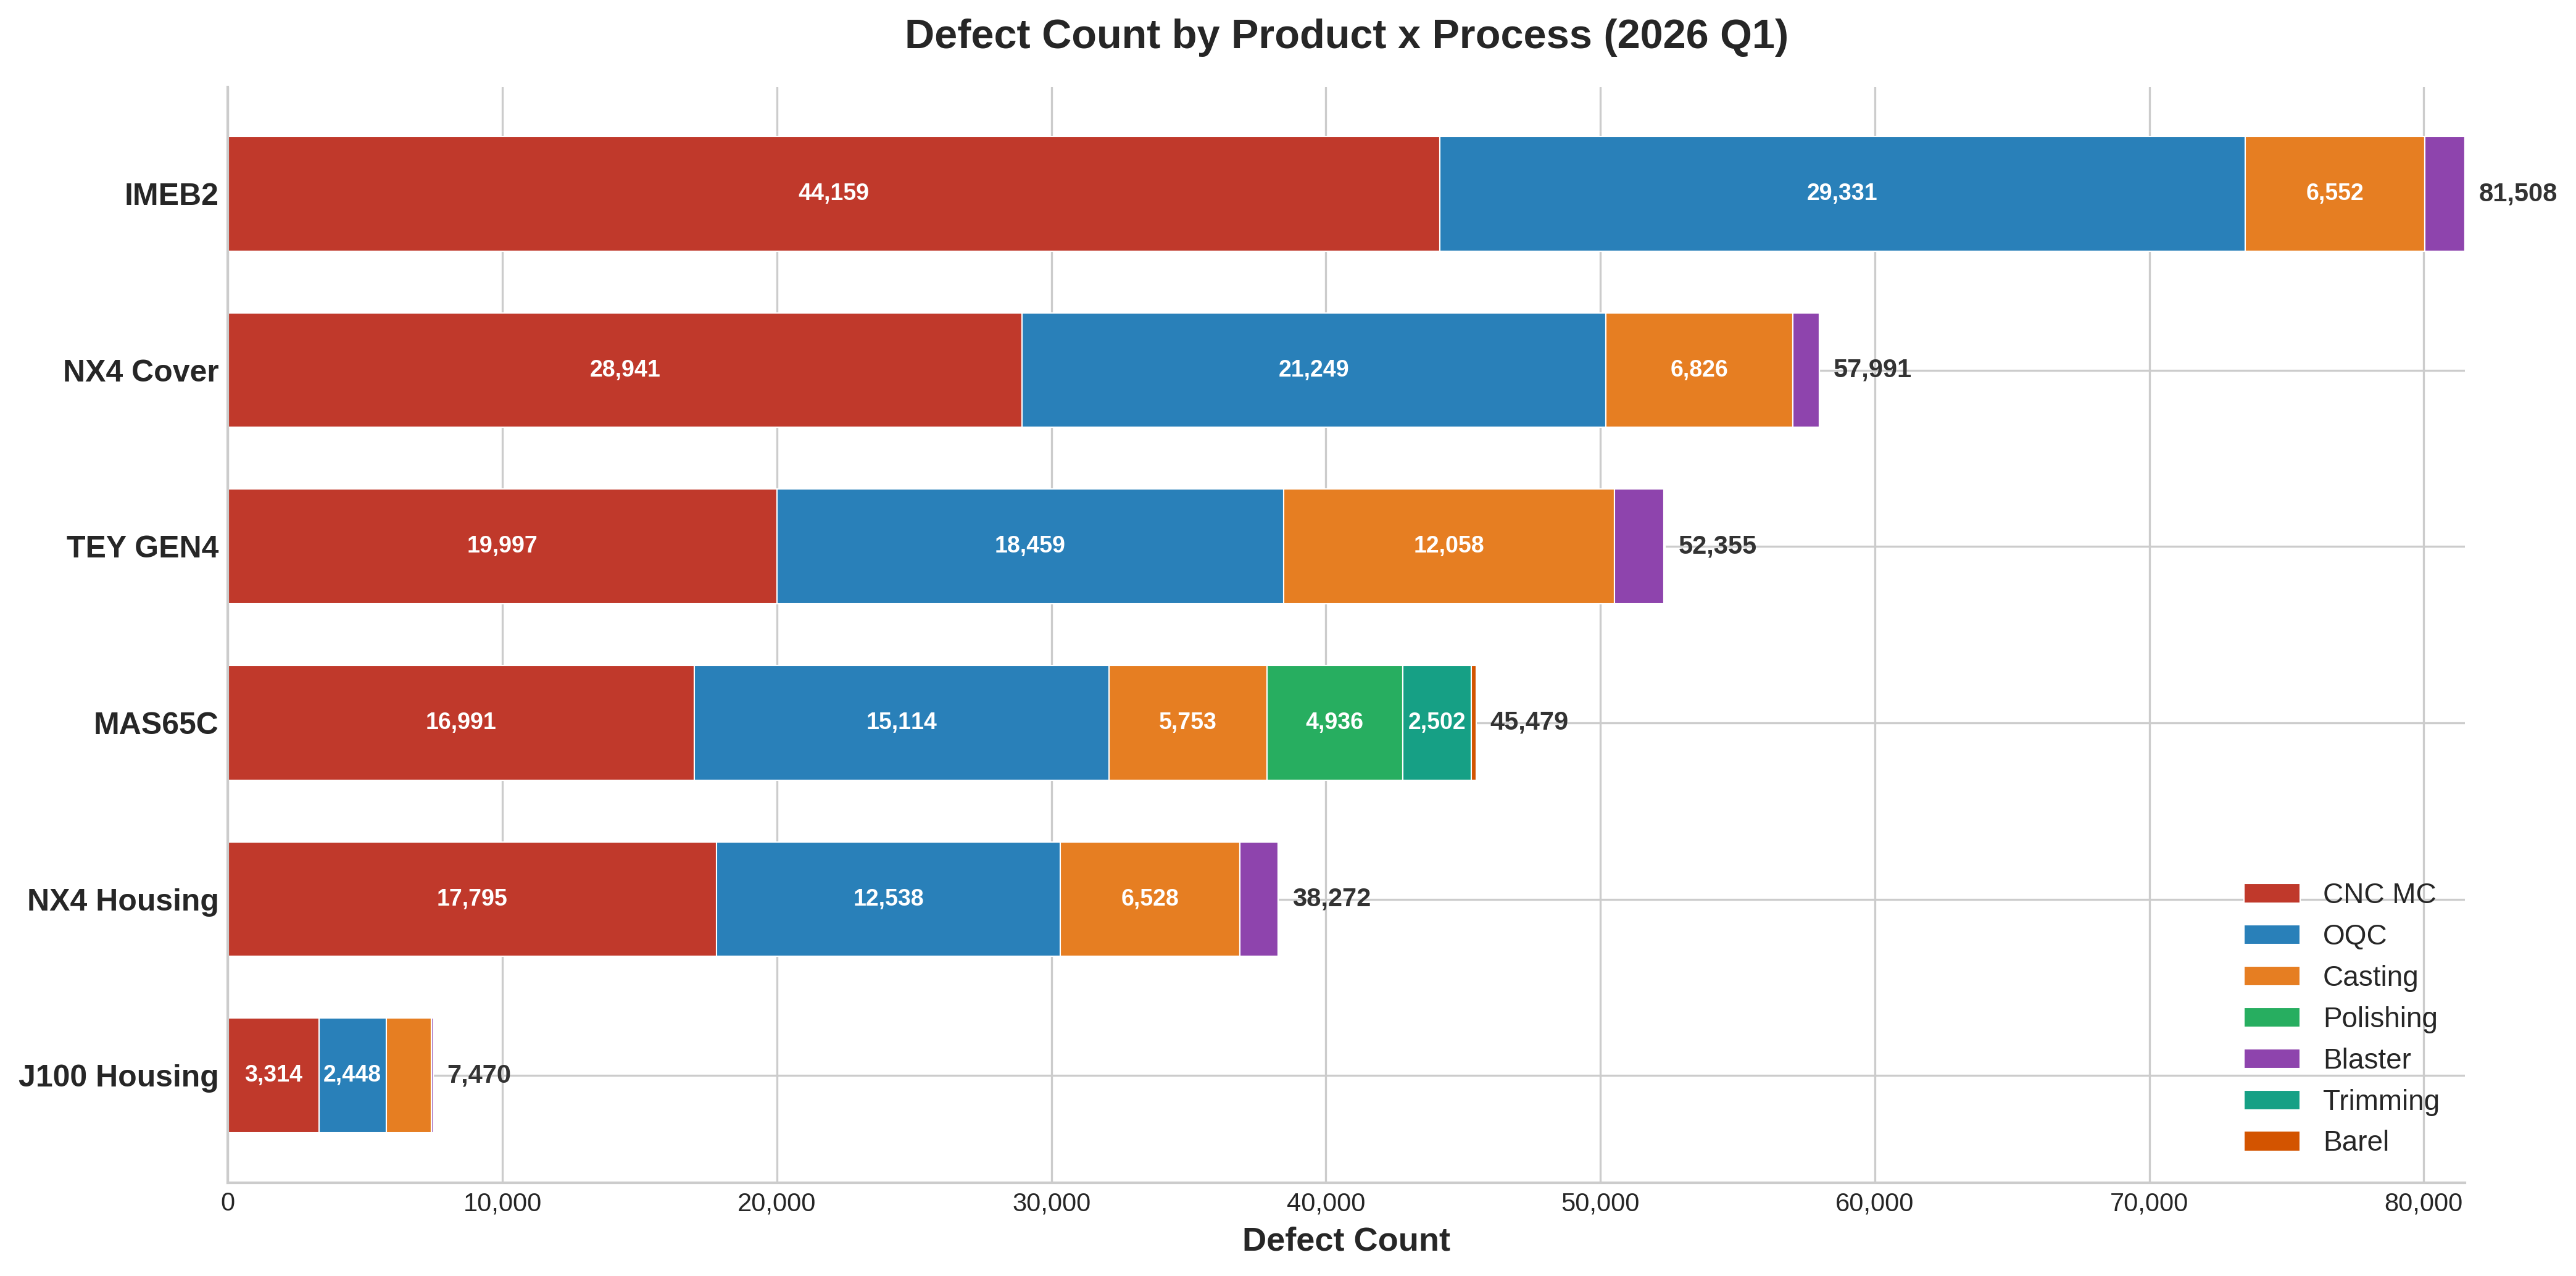 Defect Count by Product x Process (2026 Q1)
IMEB2
44,159
29,331
6,552
81,508
NX4 Cover
28,941
21,249
6,826
57,991
TEY GEN4
19,997
18,459
12,058
52,355
MAS65C
16,991
15,114
5,753
4,936
2,502
45,479
NX4 Housing
17,795
12,538
6,528
38,272
J100 Housing
3,314
2,448
7,470
CNC MC
OQC
Casting
Polishing
Blaster
Trimming
Barel
0
10,000
20,000
30,000
40,000
50,000
60,000
70,000
80,000
Defect Count